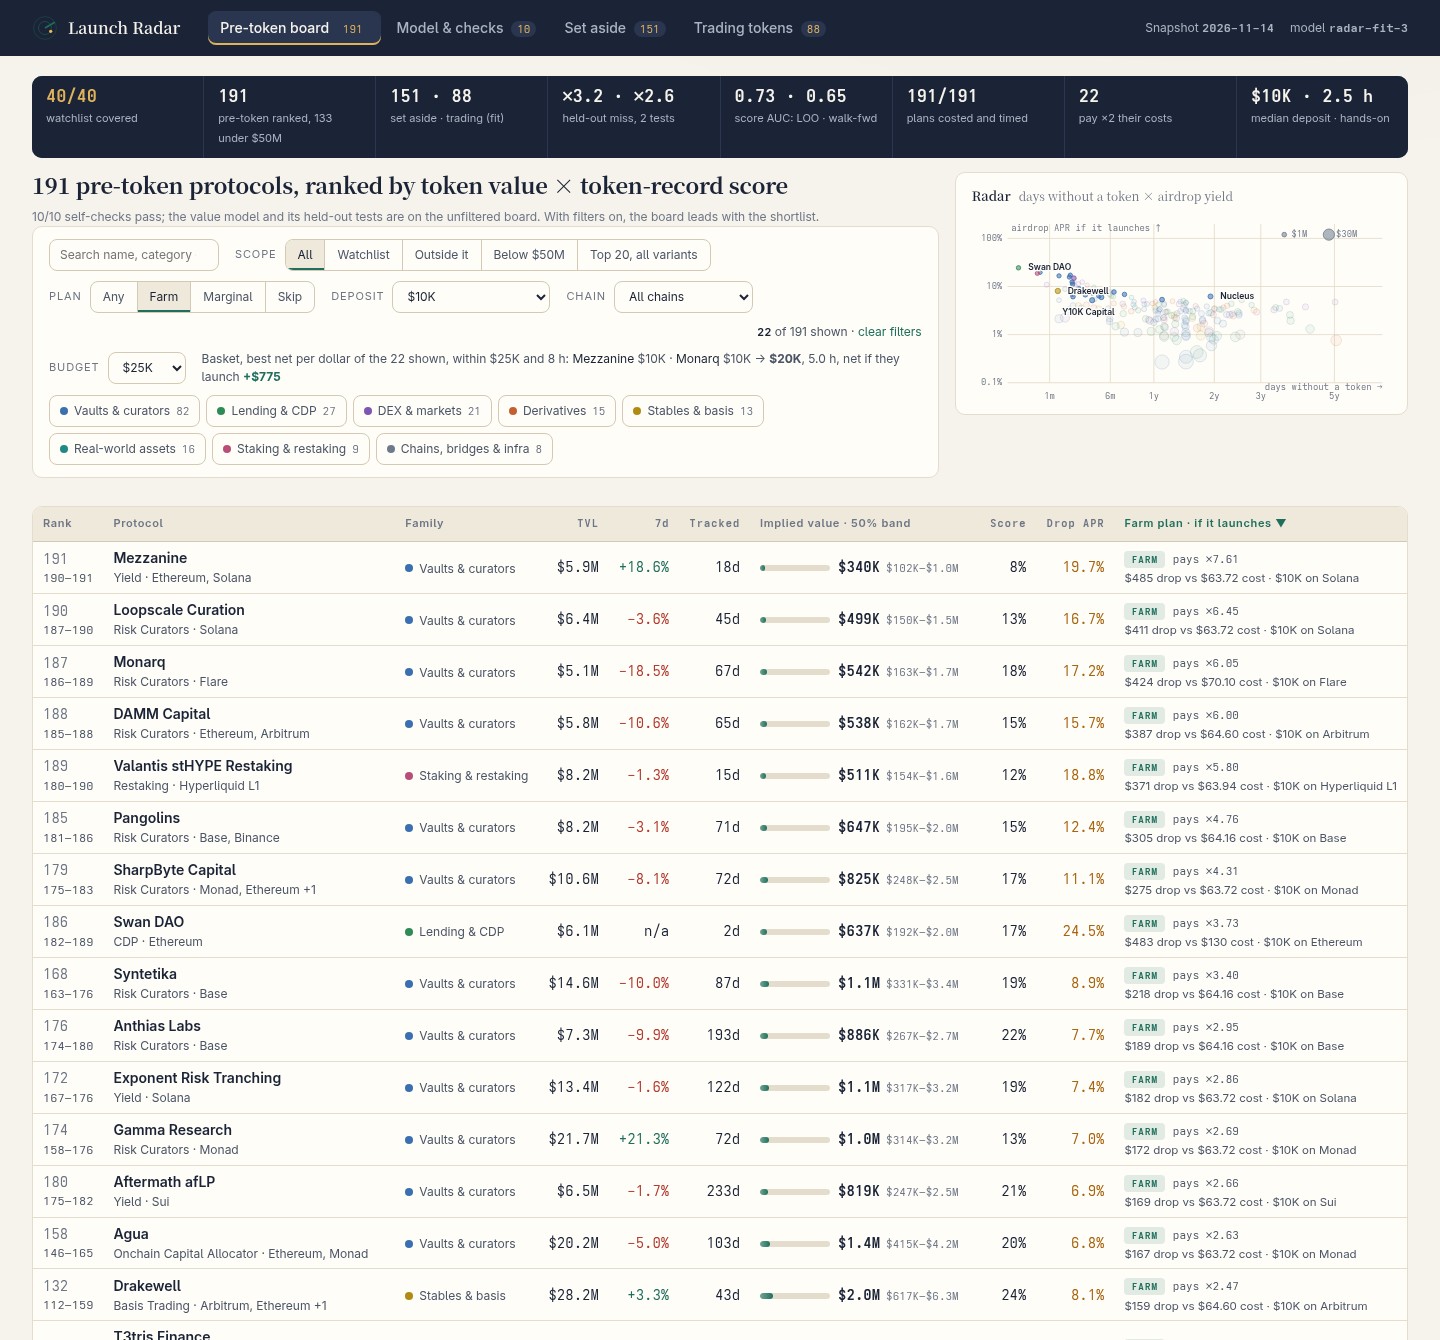 Launch Radar
Pre-token board 191
Model & checks 10
Set aside 151
Trading tokens 88
Snapshot 2026-11-14 model radar-fit-3
40/40
watchlist covered
191
pre-token ranked, 133
under $50M
151 · 88
set aside · trading (fit)
×3.2 · ×2.6
held-out miss, 2 tests
0.73 · 0.65
score AUC: LOO · walk-fwd
191/191
plans costed and timed
22
pay ×2 their costs
$10K · 2.5 h
median deposit · hands-on
191 pre-token protocols, ranked by token value × token-record score
10/10 self-checks pass; the value model and its held-out tests are on the unfiltered board. With filters on, the board leads with the shortlist.
Search name, category
SCOPE All Watchlist Outside it Below $50M Top 20, all variants
PLAN Any Farm Marginal Skip DEPOSIT $10K CHAIN All chains
22 of 191 shown · clear filters
BUDGET $25K
Basket, best net per dollar of the 22 shown, within $25K and 8 h: Mezzanine $10K · Monarq $10K → $20K, 5.0 h, net if they
launch +$775
Vaults & curators 82
Lending & CDP 27
DEX & markets 21
Derivatives 15
Stables & basis 13
Real-world assets 16
Staking & restaking 9
Chains, bridges & infra 8
Radar days without a token × airdrop yield
airdrop APR if it launches ↑
100%
10%
1%
0.1%
$1M
$30M
Swan DAO
Drakewell
Y10K Capital
Nucleus
days without a token →
1m 6m 1y 2y 3y 5y
Rank Protocol Family TVL 7d Tracked Implied value · 50% band Score Drop APR Farm plan · if it launches ▼
191 Mezzanine Vaults & curators $5.9M +18.6% 18d $340K $102K–$1.0M 8% 19.7% FARM pays ×7.61
190–191 Yield · Ethereum, Solana $485 drop vs $63.72 cost · $10K on Solana
190 Loopscale Curation Vaults & curators $6.4M −3.6% 45d $499K $150K–$1.5M 13% 16.7% FARM pays ×6.45
187–190 Risk Curators · Solana $411 drop vs $63.72 cost · $10K on Solana
187 Monarq Vaults & curators $5.1M −18.5% 67d $542K $163K–$1.7M 18% 17.2% FARM pays ×6.05
186–189 Risk Curators · Flare $424 drop vs $70.10 cost · $10K on Flare
188 DAMM Capital Vaults & curators $5.8M −10.6% 65d $538K $162K–$1.7M 15% 15.7% FARM pays ×6.00
185–188 Risk Curators · Ethereum, Arbitrum $387 drop vs $64.60 cost · $10K on Arbitrum
189 Valantis stHYPE Restaking Staking & restaking $8.2M −1.3% 15d $511K $154K–$1.6M 12% 18.8% FARM pays ×5.80
180–190 Restaking · Hyperliquid L1 $371 drop vs $63.94 cost · $10K on Hyperliquid L1
185 Pangolins Vaults & curators $8.2M −3.1% 71d $647K $195K–$2.0M 15% 12.4% FARM pays ×4.76
181–186 Risk Curators · Base, Binance $305 drop vs $64.16 cost · $10K on Base
179 SharpByte Capital Vaults & curators $10.6M −8.1% 72d $825K $248K–$2.5M 17% 11.1% FARM pays ×4.31
175–183 Risk Curators · Monad, Ethereum +1 $275 drop vs $63.72 cost · $10K on Monad
186 Swan DAO Lending & CDP $6.1M n/a 2d $637K $192K–$2.0M 17% 24.5% FARM pays ×3.73
182–189 CDP · Ethereum $483 drop vs $130 cost · $10K on Ethereum
168 Syntetika Vaults & curators $14.6M −10.0% 87d $1.1M $331K–$3.4M 19% 8.9% FARM pays ×3.40
163–176 Risk Curators · Base $218 drop vs $64.16 cost · $10K on Base
176 Anthias Labs Vaults & curators $7.3M −9.9% 193d $886K $267K–$2.7M 22% 7.7% FARM pays ×2.95
174–180 Risk Curators · Base $189 drop vs $64.16 cost · $10K on Base
172 Exponent Risk Tranching Vaults & curators $13.4M −1.6% 122d $1.1M $317K–$3.2M 19% 7.4% FARM pays ×2.86
167–176 Yield · Solana $182 drop vs $63.72 cost · $10K on Solana
174 Gamma Research Vaults & curators $21.7M +21.3% 72d $1.0M $314K–$3.2M 13% 7.0% FARM pays ×2.69
158–176 Risk Curators · Monad $172 drop vs $63.72 cost · $10K on Monad
180 Aftermath afLP Vaults & curators $6.5M −1.7% 233d $819K $247K–$2.5M 21% 6.9% FARM pays ×2.66
175–182 Yield · Sui $169 drop vs $63.72 cost · $10K on Sui
158 Agua Vaults & curators $20.2M −5.0% 103d $1.4M $415K–$4.2M 20% 6.8% FARM pays ×2.63
146–165 Onchain Capital Allocator · Ethereum, Monad $167 drop vs $63.72 cost · $10K on Monad
132 Drakewell Stables & basis $28.2M +3.3% 43d $2.0M $617K–$6.3M 24% 8.1% FARM pays ×2.47
112–159 Basis Trading · Arbitrum, Ethereum +1 $159 drop vs $64.60 cost · $10K on Arbitrum
T3tris Finance